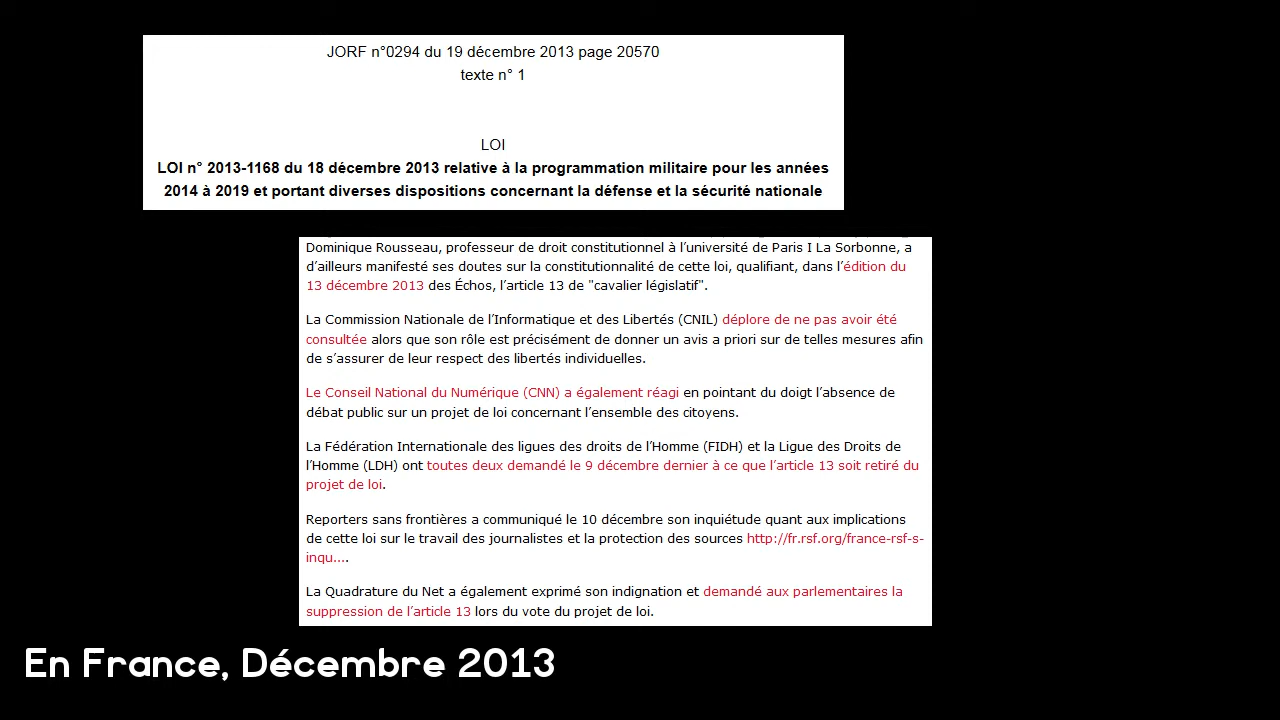 JORF n°0294 du 19 décembre 2013 page 20570
texte n° 1
LOI
LOI n° 2013-1168 du 18 décembre 2013 relative à la programmation militaire pour les années
2014 à 2019 et portant diverses dispositions concernant la défense et la sécurité nationale
Dominique Rousseau, professeur de droit constitutionnel à l'université de Paris I La Sorbonne, a
d'ailleurs manifesté ses doutes sur la constitutionnalité de cette loi, qualifiant, dans l'édition du
13 décembre 2013 des Échos, l'article 13 de "cavalier législatif".
La Commission Nationale de l'Informatique et des Libertés (CNIL) déplore de ne pas avoir été
consultée alors que son rôle est précisément de donner un avis a priori sur de telles mesures afin
de s'assurer de leur respect des libertés individuelles.
Le Conseil National du Numérique (CNN) a également réagi en pointant du doigt l'absence de
débat public sur un projet de loi concernant l'ensemble des citoyens.
La Fédération Internationale des ligues des droits de l'Homme (FIDH) et la Ligue des Droits de
l'Homme (LDH) ont toutes deux demandé le 9 décembre dernier à ce que l'article 13 soit retiré du
projet de loi.
Reporters sans frontières a communiqué le 10 décembre son inquiétude quant aux implications
de cette loi sur le travail des journalistes et la protection des sources http://fr.rsf.org/france-rsf-s-
inqu....
La Quadrature du Net a également exprimé son indignation et demandé aux parlementaires la
suppression de l'article 13 lors du vote du projet de loi.
En France, Décembre 2013